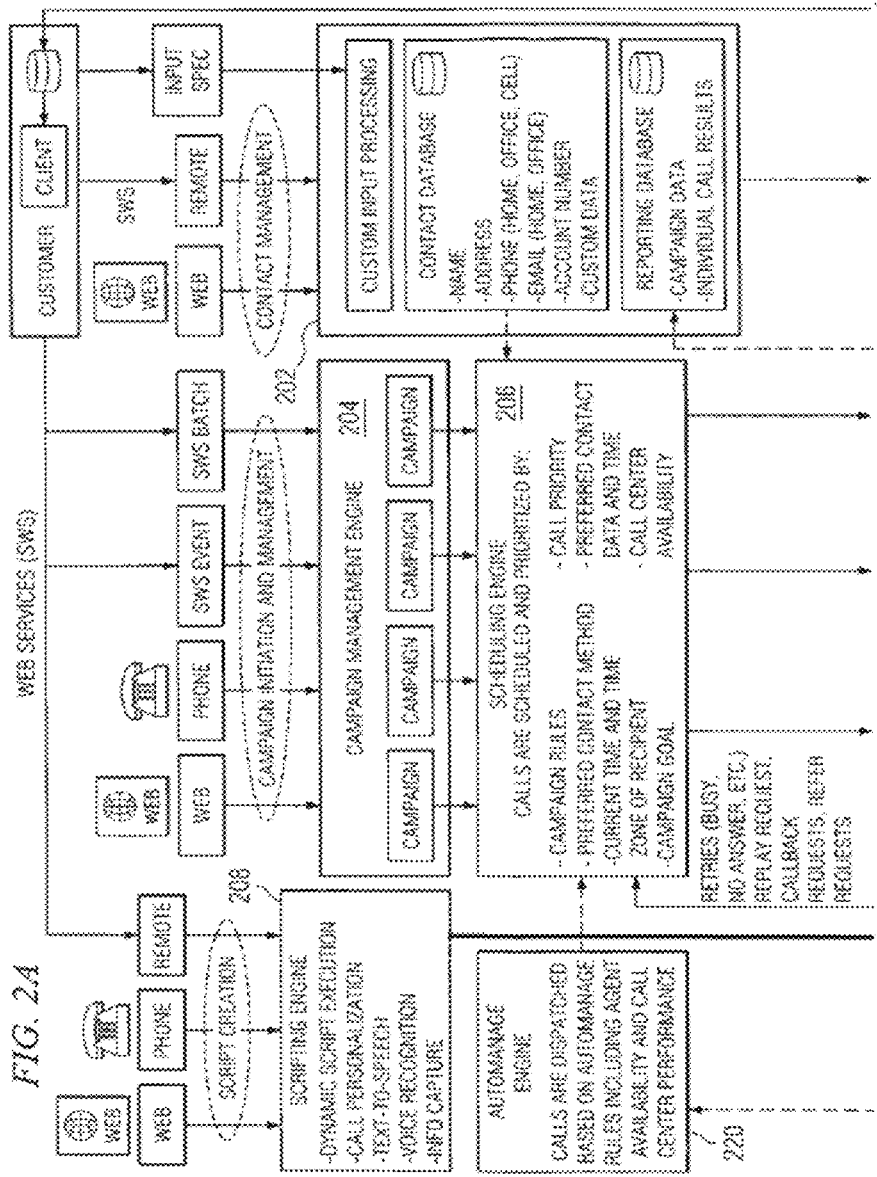 FIG. 2A
WEB SERVICES (SWS)
CUSTOMER
CLIENT
SWS
WEB
WEB
PHONE
REMOTE
SCRIPT CREATION
WEB
WEB
PHONE
SWS EVENT
SWS BATCH
CAMPAIGN INITIATION AND MANAGEMENT
WEB
WEB
REMOTE
INPUT
SPEC
CONTACT MANAGEMENT
208
SCRIPTING ENGINE
-DYNAMIC SCRIPT EXECUTION
-CALL PERSONALIZATION
-TEXT-TO-SPEECH
-VOICE RECOGNITION
-INFO CAPTURE
CAMPAIGN MANAGEMENT ENGINE
204
CAMPAIGN
CAMPAIGN
CAMPAIGN
CAMPAIGN
202
CUSTOM INPUT PROCESSING
CONTACT DATABASE
-NAME
-ADDRESS
-PHONE (HOME, OFFICE, CELL)
-EMAIL (HOME, OFFICE)
-ACCOUNT NUMBER
-CUSTOM DATA
REPORTING DATABASE
-CAMPAIGN DATA
-INDIVIDUAL CALL RESULTS
AUTOMANAGE
ENGINE
CALLS ARE DISPATCHED
BASED ON AUTOMANAGE
RULES INCLUDING AGENT
AVAILABILITY AND CALL
CENTER PERFORMANCE
220
SCHEDULING ENGINE
206
CALLS ARE SCHEDULED AND PRIORITIZED BY:
- CAMPAIGN RULES
- PREFERRED CONTACT METHOD
-CURRENT TIME AND TIME
ZONE OF RECIPIENT
-CAMPAIGN GOAL
- CALL PRIORITY
- PREFERRED CONTACT
DATA AND TIME
- CALL CENTER
AVAILABILITY
RETRIES (BUSY,
NO ANSWER, ETC.)
REPLAY REQUEST,
CALLBACK
REQUESTS, REFER
REQUESTS